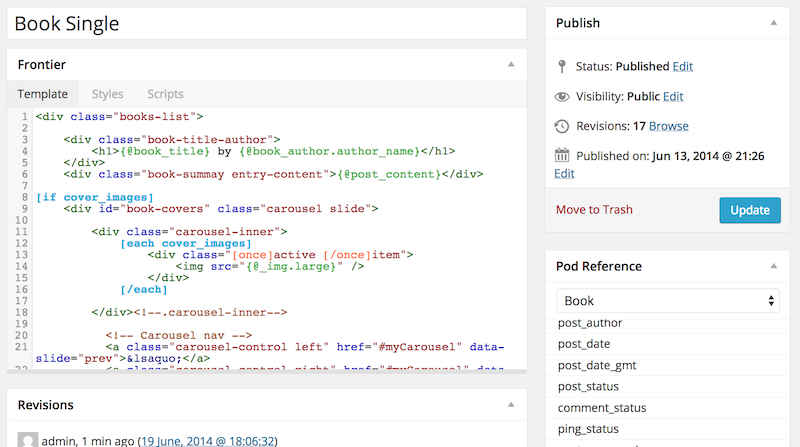 Book Single
Frontier
Template Styles Scripts
1 <div class="books-list">
2
3 <div class="book-title-author">
4 <h1>{@book_title} by {@book_author.author_name}</h1>
5 </div>
6 <div class="book-summay entry-content">{@post_content}</div>
7
8 [if cover_images]
9 <div id="book-covers" class="carousel slide">
10
11 <div class="carousel-inner">
12 [each cover_images]
13 <div class="[once]active [/once]item">
14 <img src="{@_img.large}" />
15 </div>
16 [/each]
17
18 </div><!--.carousel-inner-->
19
20 <!-- Carousel nav -->
21 <a class="carousel-control left" href="#myCarousel" data-
slide="prev">&lsaquo;</a>
22 <a class="carousel-control right" href="#myCarousel" data-
Revisions
admin, 1 min ago (19 June, 2014 @ 18:06:32)
Publish
Status: Published Edit
Visibility: Public Edit
Revisions: 17 Browse
Published on: Jun 13, 2014 @ 21:26
Edit
Move to Trash Update
Pod Reference
Book
post_author
post_date
post_date_gmt
post_status
comment_status
ping_status